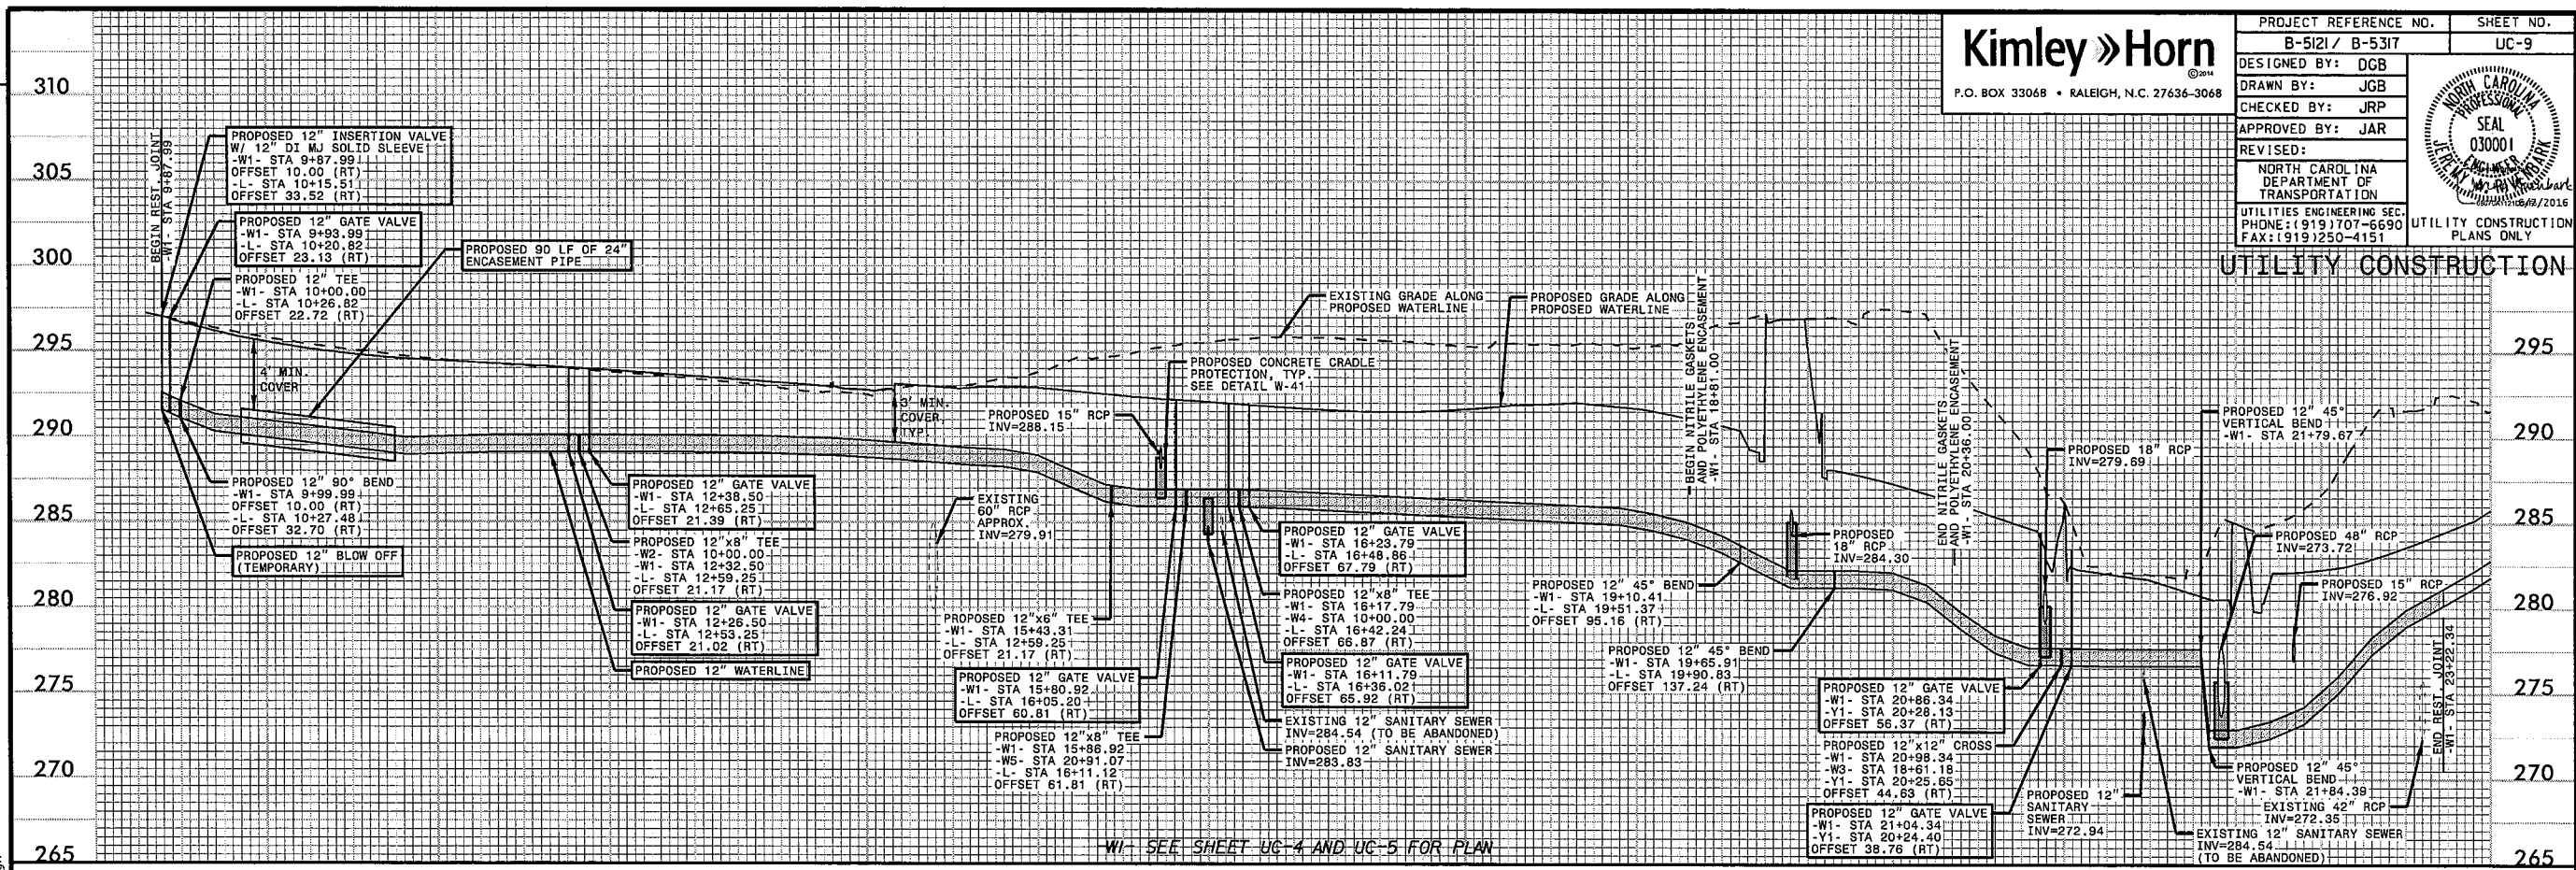 Kimley»Horn
©2014
P.O. BOX 33068 • RALEIGH, N.C. 27636-3068
PROJECT REFERENCE NO.
SHEET NO.
B-5121/ B-5317
UC-9
DESIGNED BY: DGB
DRAWN BY: JGB
CHECKED BY: JRP
APPROVED BY: JAR
REVISED:
NORTH CAROLINA
DEPARTMENT OF
TRANSPORTATION
UTILITIES ENGINEERING SEC.
PHONE:(919)707-6690
FAX:(919)250-4151
NORTH CAROLINA
PROFESSIONAL
SEAL
030001
ENGINEER
UTILITY CONSTRUCTION
PLANS ONLY
UTILITY CONSTRUCTION
310
305
300
295
290
285
280
275
270
265
BEGIN REST. JOINT
-W1- STA 9+87.99
PROPOSED 12" INSERTION VALVE
W/ 12" DI MJ SOLID SLEEVE
-W1- STA 9+87.99
OFFSET 10.00 (RT)
-L- STA 10+15.51
OFFSET 33.52 (RT)
PROPOSED 12" GATE VALVE
-W1- STA 9+93.99
-L- STA 10+20.82
OFFSET 23.13 (RT)
PROPOSED 12" TEE
-W1- STA 10+00.00
-L- STA 10+26.82
OFFSET 22.72 (RT)
PROPOSED 90 LF OF 24"
ENCASEMENT PIPE
4' MIN.
COVER
PROPOSED 12" 90° BEND
-W1- STA 9+99.99
OFFSET 10.00 (RT)
-L- STA 10+27.48
OFFSET 32.70 (RT)
PROPOSED 12" BLOW OFF
(TEMPORARY)
PROPOSED 12" GATE VALVE
-W1- STA 12+38.50
-L- STA 12+65.25
OFFSET 21.39 (RT)
PROPOSED 12"x8" TEE
-W2- STA 10+00.00
-W1- STA 12+32.50
-L- STA 12+59.25
OFFSET 21.17 (RT)
PROPOSED 12" GATE VALVE
-W1- STA 12+26.50
-L- STA 12+53.25
OFFSET 21.02 (RT)
PROPOSED 12" WATERLINE
3' MIN.
COVER,
TYP.
EXISTING
60" RCP
APPROX.
INV=279.91
PROPOSED 15" RCP
INV=288.15
EXISTING GRADE ALONG
PROPOSED WATERLINE
PROPOSED GRADE ALONG
PROPOSED WATERLINE
PROPOSED CONCRETE CRADLE
PROTECTION, TYP.
SEE DETAIL W-41
PROPOSED 12"x6" TEE
-W1- STA 15+43.31
-L- STA 12+59.25
OFFSET 21.17 (RT)
PROPOSED 12" GATE VALVE
-W1- STA 15+80.92
-L- STA 16+05.20
OFFSET 60.81 (RT)
PROPOSED 12"x8" TEE
-W1- STA 15+86.92
-W5- STA 20+91.07
-L- STA 16+11.12
OFFSET 61.81 (RT)
PROPOSED 12" GATE VALVE
-W1- STA 16+23.79
-L- STA 16+48.86
OFFSET 67.79 (RT)
PROPOSED 12"x8" TEE
-W1- STA 16+17.79
-W4- STA 10+00.00
-L- STA 16+42.24
OFFSET 66.87 (RT)
PROPOSED 12" GATE VALVE
-W1- STA 16+11.79
-L- STA 16+36.02
OFFSET 65.92 (RT)
EXISTING 12" SANITARY SEWER
INV=284.54 (TO BE ABANDONED)
PROPOSED 12" SANITARY SEWER
INV=283.83
BEGIN NITRILE GASKETS
AND POLYETHYLENE ENCASEMENT
-W1- STA 18+81.00
PROPOSED 12" 45° BEND
-W1- STA 19+10.41
-L- STA 19+51.37
OFFSET 95.16 (RT)
PROPOSED 12" 45° BEND
-W1- STA 19+65.91
-L- STA 19+90.83
OFFSET 137.24 (RT)
PROPOSED
18" RCP
INV=284.30
END NITRILE GASKETS
AND POLYETHYLENE ENCASEMENT
-W1- STA 20+36.00
PROPOSED 18" RCP
INV=279.69
PROPOSED 12" GATE VALVE
-W1- STA 20+86.34
-Y1- STA 20+28.13
OFFSET 56.37 (RT)
PROPOSED 12"x12" CROSS
-W1- STA 20+98.34
-W3- STA 18+61.18
-Y1- STA 20+25.65
OFFSET 44.63 (RT)
PROPOSED 12" GATE VALVE
-W1- STA 21+04.34
-Y1- STA 20+24.40
OFFSET 38.76 (RT)
PROPOSED 12"
SANITARY
SEWER
INV=272.94
PROPOSED 12" 45°
VERTICAL BEND
-W1- STA 21+79.67
PROPOSED 48" RCP
INV=273.72
PROPOSED 15" RCP
INV=276.92
PROPOSED 12" 45°
VERTICAL BEND
-W1- STA 21+84.39
EXISTING 42" RCP
INV=272.35
EXISTING 12" SANITARY SEWER
INV=284.54
(TO BE ABANDONED)
END REST. JOINT
-W1- STA 23+22.34
295
290
285
280
275
270
265
-W1- SEE SHEET UC-4 AND UC-5 FOR PLAN